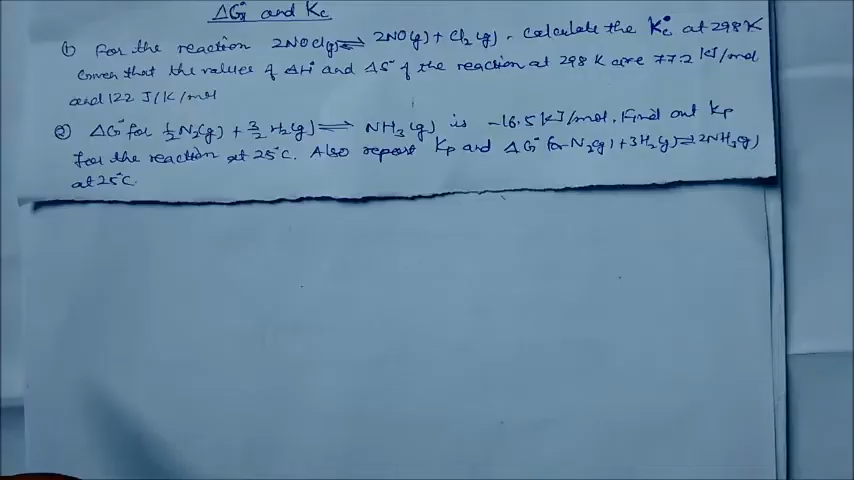 ΔG° and Kc
① For the reaction 2NOCl(g) ⇌ 2NO(g) + Cl₂(g). Calculate the Kc° at 298K
Given that the values of ΔH° and ΔS° of the reaction at 298 K are 77.2 kJ/mol
and 122 J/K/mol
② ΔG° for ½N₂(g) + 3/2 H₂(g) ⇌ NH₃(g) is -16.5 kJ/mol. Find out Kp
for the reaction at 25°C. Also report Kp and ΔG° for N₂(g) + 3H₂(g) ⇌ 2NH₃(g)
at 25°C.